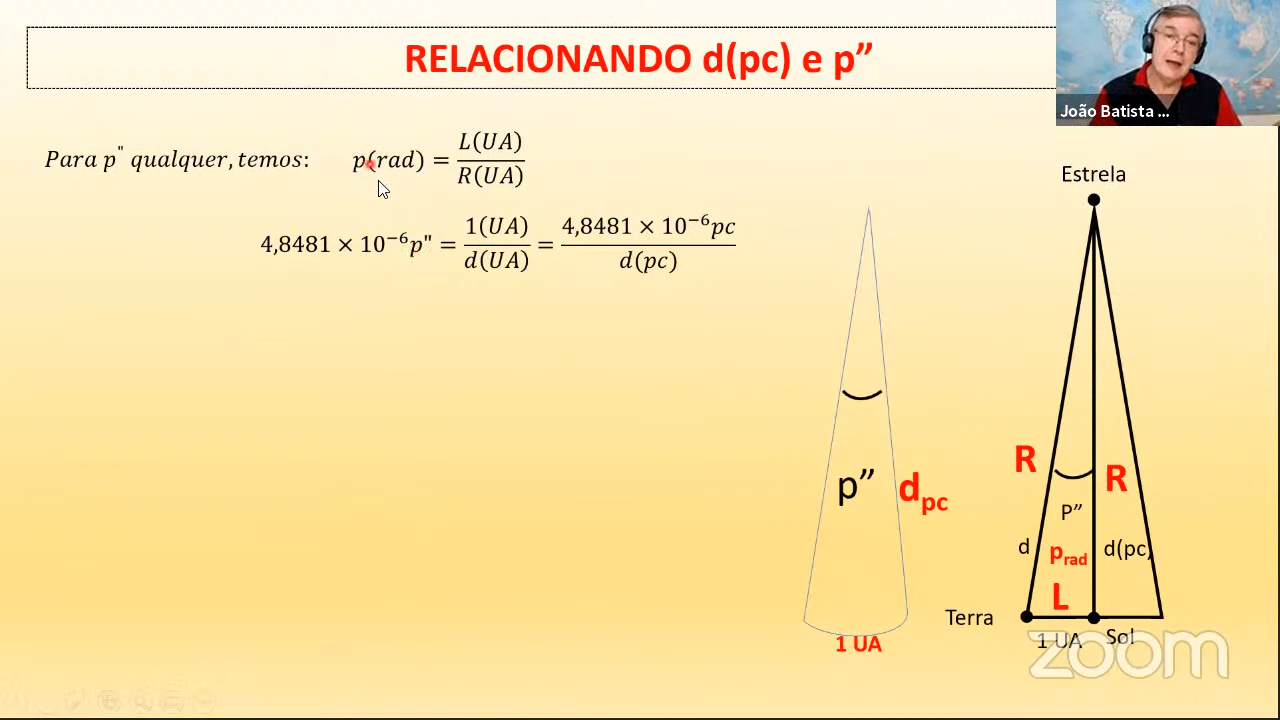 RELACIONANDO d(pc) e p”
João Batista ...
Para p" qualquer, temos: p(rad) = L(UA)/R(UA)
4,8481 × 10⁻⁶p" = 1(UA)/d(UA) = 4,8481 × 10⁻⁶pc/d(pc)
Estrela
p”
d_pc
R
R
P”
d
p_rad
d(pc)
L
Terra
1 UA
Sol
1 UA
zoom